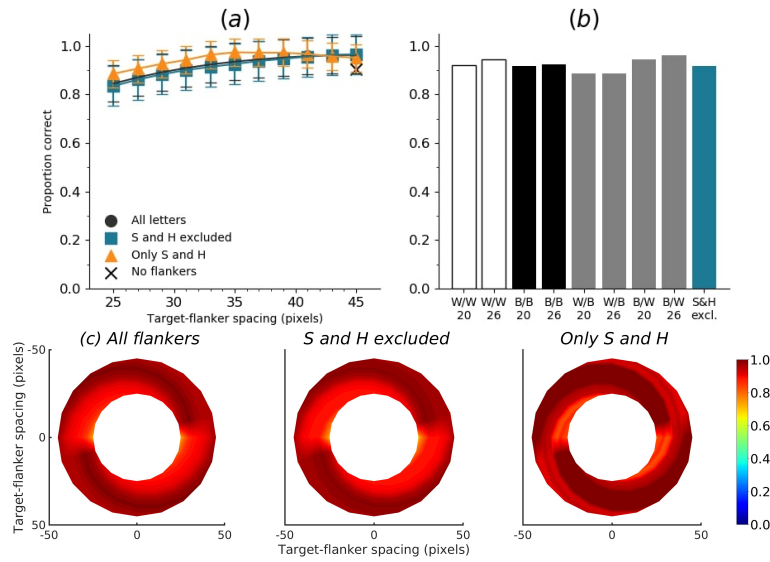 (a)
(b)
1.0
0.8
0.6
0.4
0.2
0.0
Proportion correct
All letters
S and H excluded
Only S and H
No flankers
25 30 35 40 45
Target-flanker spacing (pixels)
1.0
0.8
0.6
0.4
0.2
0.0
W/W W/W B/B B/B W/B W/B B/W B/W S&H
20 26 20 26 20 26 20 26 excl.
(c) All flankers
S and H excluded
Only S and H
Target-flanker spacing (pixels)
-50
0
50
-50 0 50
-50 0 50
-50 0 50
Target-flanker spacing (pixels)
1.0
0.8
0.6
0.4
0.2
0.0